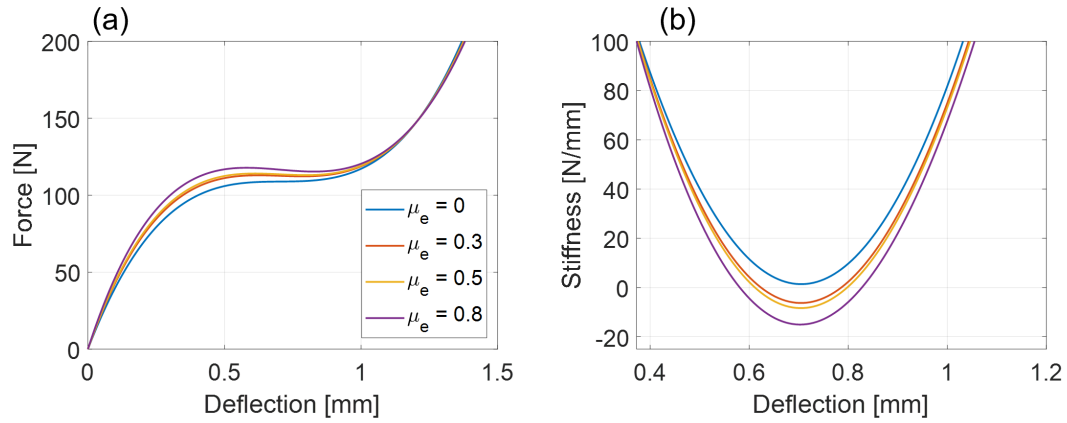 (a)
200
150
100
50
0
Force [N]
0
0.5
1
1.5
Deflection [mm]
μe = 0
μe = 0.3
μe = 0.5
μe = 0.8
(b)
100
80
60
40
20
0
-20
Stiffness [N/mm]
0.4
0.6
0.8
1
1.2
Deflection [mm]